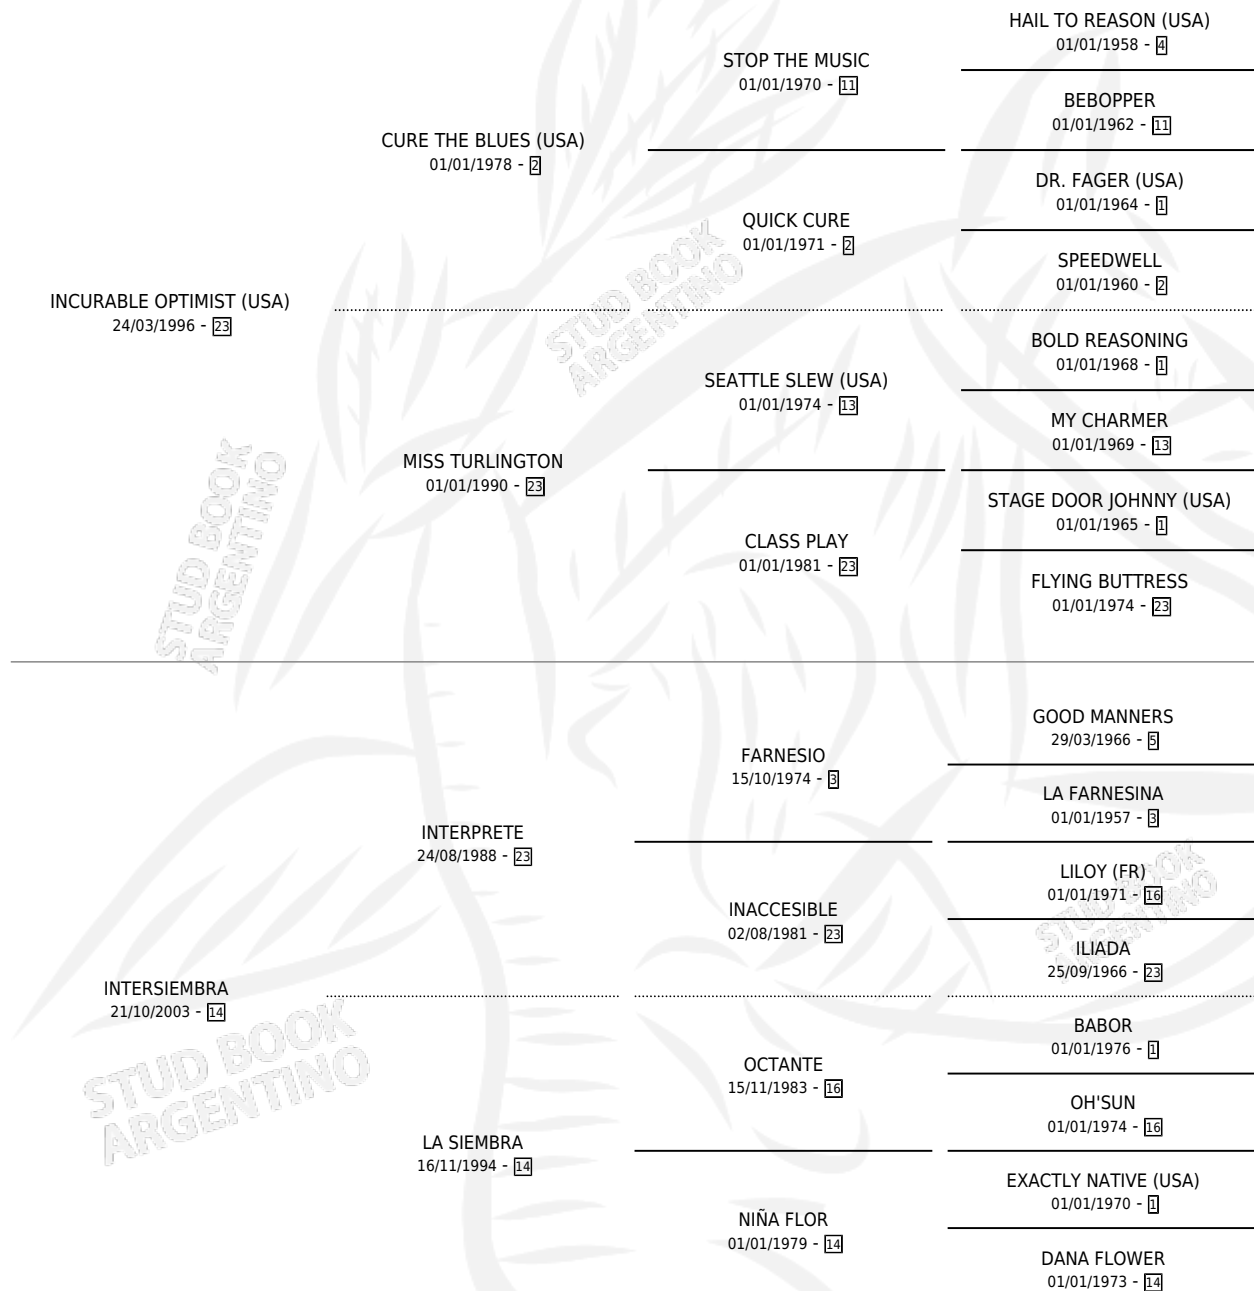 HAIL TO REASON (USA)
01/01/1958 - 4
STOP THE MUSIC
01/01/1970 - 11
BEBOPPER
01/01/1962 - 11
CURE THE BLUES (USA)
01/01/1978 - 2
DR. FAGER (USA)
01/01/1964 - 1
QUICK CURE
01/01/1971 - 2
SPEEDWELL
01/01/1960 - 2
INCURABLE OPTIMIST (USA)
24/03/1996 - 23
BOLD REASONING
01/01/1968 - 1
SEATTLE SLEW (USA)
01/01/1974 - 13
MY CHARMER
01/01/1969 - 13
MISS TURLINGTON
01/01/1990 - 23
STAGE DOOR JOHNNY (USA)
01/01/1965 - 1
CLASS PLAY
01/01/1981 - 23
FLYING BUTTRESS
01/01/1974 - 23
GOOD MANNERS
29/03/1966 - 5
FARNESIO
15/10/1974 - 3
LA FARNESINA
01/01/1957 - 3
INTERPRETE
24/08/1988 - 23
LILOY (FR)
01/01/1971 - 16
INACCESIBLE
02/08/1981 - 23
ILIADA
25/09/1966 - 23
INTERSIEMBRA
21/10/2003 - 14
BABOR
01/01/1976 - 1
OCTANTE
15/11/1983 - 16
OH'SUN
01/01/1974 - 16
LA SIEMBRA
16/11/1994 - 14
EXACTLY NATIVE (USA)
01/01/1970 - 1
NIÑA FLOR
01/01/1979 - 14
DANA FLOWER
01/01/1973 - 14
STUD BOOK
ARGENTINO
STUD BOOK
ARGENTINO
STUD BOOK
ARGENTINO
STUD BOOK
ARGENTINO